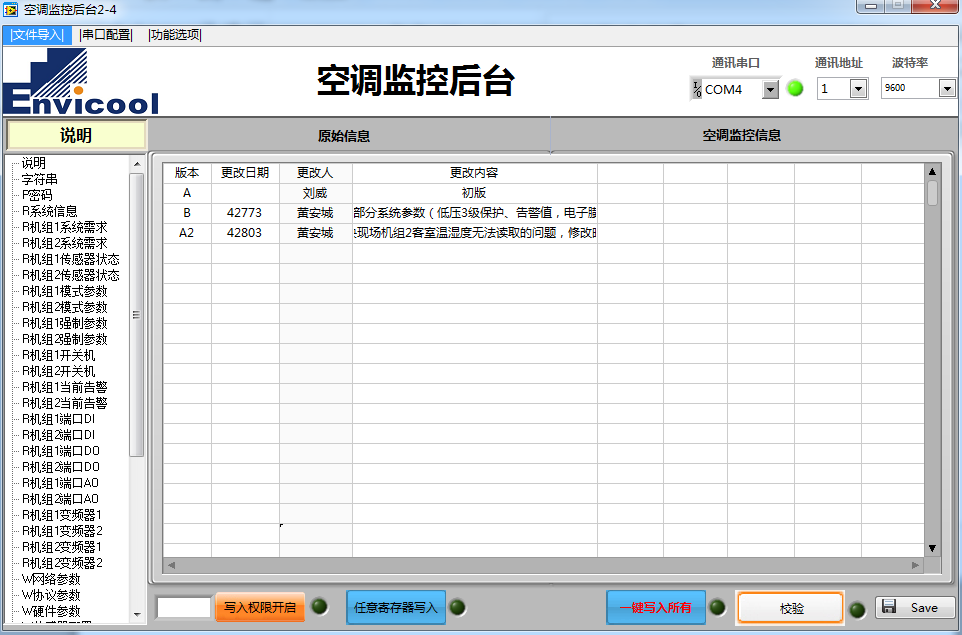 空调监控后台2-4
|文件导入| |串口配置| |功能选项|
Envicool
空调监控后台
通讯串口 通讯地址 波特率
COM4 1 9600
说明 原始信息 空调监控信息
说明
字符串
P密码
R系统信息
R机组1系统需求
R机组2系统需求
R机组1传感器状态
R机组2传感器状态
R机组1模式参数
R机组2模式参数
R机组1强制参数
R机组2强制参数
R机组1开关机
R机组2开关机
R机组1当前告警
R机组2当前告警
R机组1端口DI
R机组2端口DI
R机组1端口DO
R机组2端口DO
R机组1端口AO
R机组2端口AO
R机组1变频器1
R机组1变频器2
R机组2变频器1
R机组2变频器2
W网络参数
W协议参数
W硬件参数
版本 更改日期 更改人 更改内容
A 刘威 初版
B 42773 黄安城 部分系统参数（低压3级保护、告警值，电子膨
A2 42803 黄安城 现场机组2客室温湿度无法读取的问题，修改
写入权限开启 任意寄存器写入 一键写入所有 校验 Save